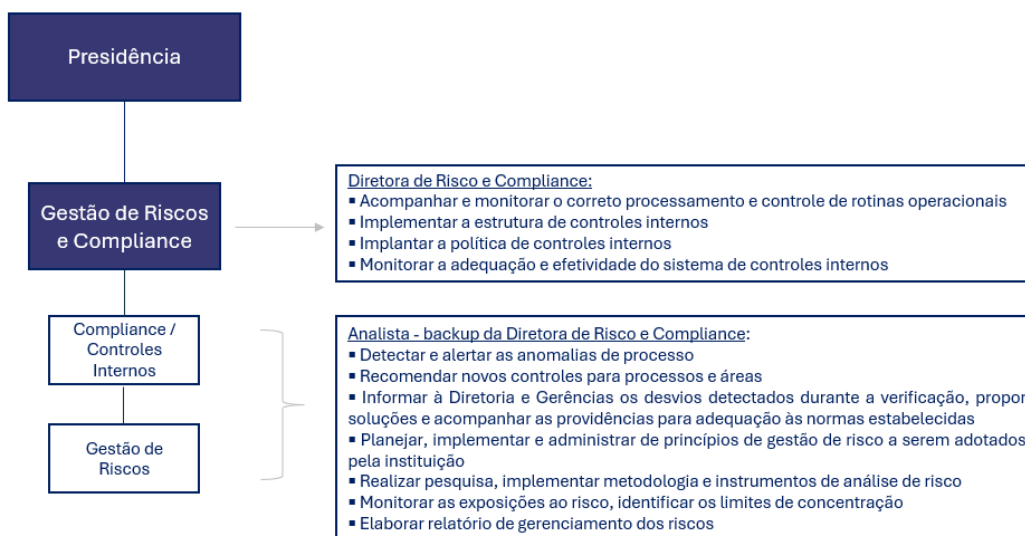 Presidência
Gestão de Riscos
e Compliance
Diretora de Risco e Compliance:
▪ Acompanhar e monitorar o correto processamento e controle de rotinas operacionais
▪ Implementar a estrutura de controles internos
▪ Implantar a política de controles internos
▪ Monitorar a adequação e efetividade do sistema de controles internos
Compliance /
Controles
Internos
Gestão de
Riscos
Analista - backup da Diretora de Risco e Compliance:
▪ Detectar e alertar as anomalias de processo
▪ Recomendar novos controles para processos e áreas
▪ Informar à Diretoria e Gerências os desvios detectados durante a verificação, propor
soluções e acompanhar as providências para adequação às normas estabelecidas
▪ Planejar, implementar e administrar de princípios de gestão de risco a serem adotados
pela instituição
▪ Realizar pesquisa, implementar metodologia e instrumentos de análise de risco
▪ Monitorar as exposições ao risco, identificar os limites de concentração
▪ Elaborar relatório de gerenciamento dos riscos